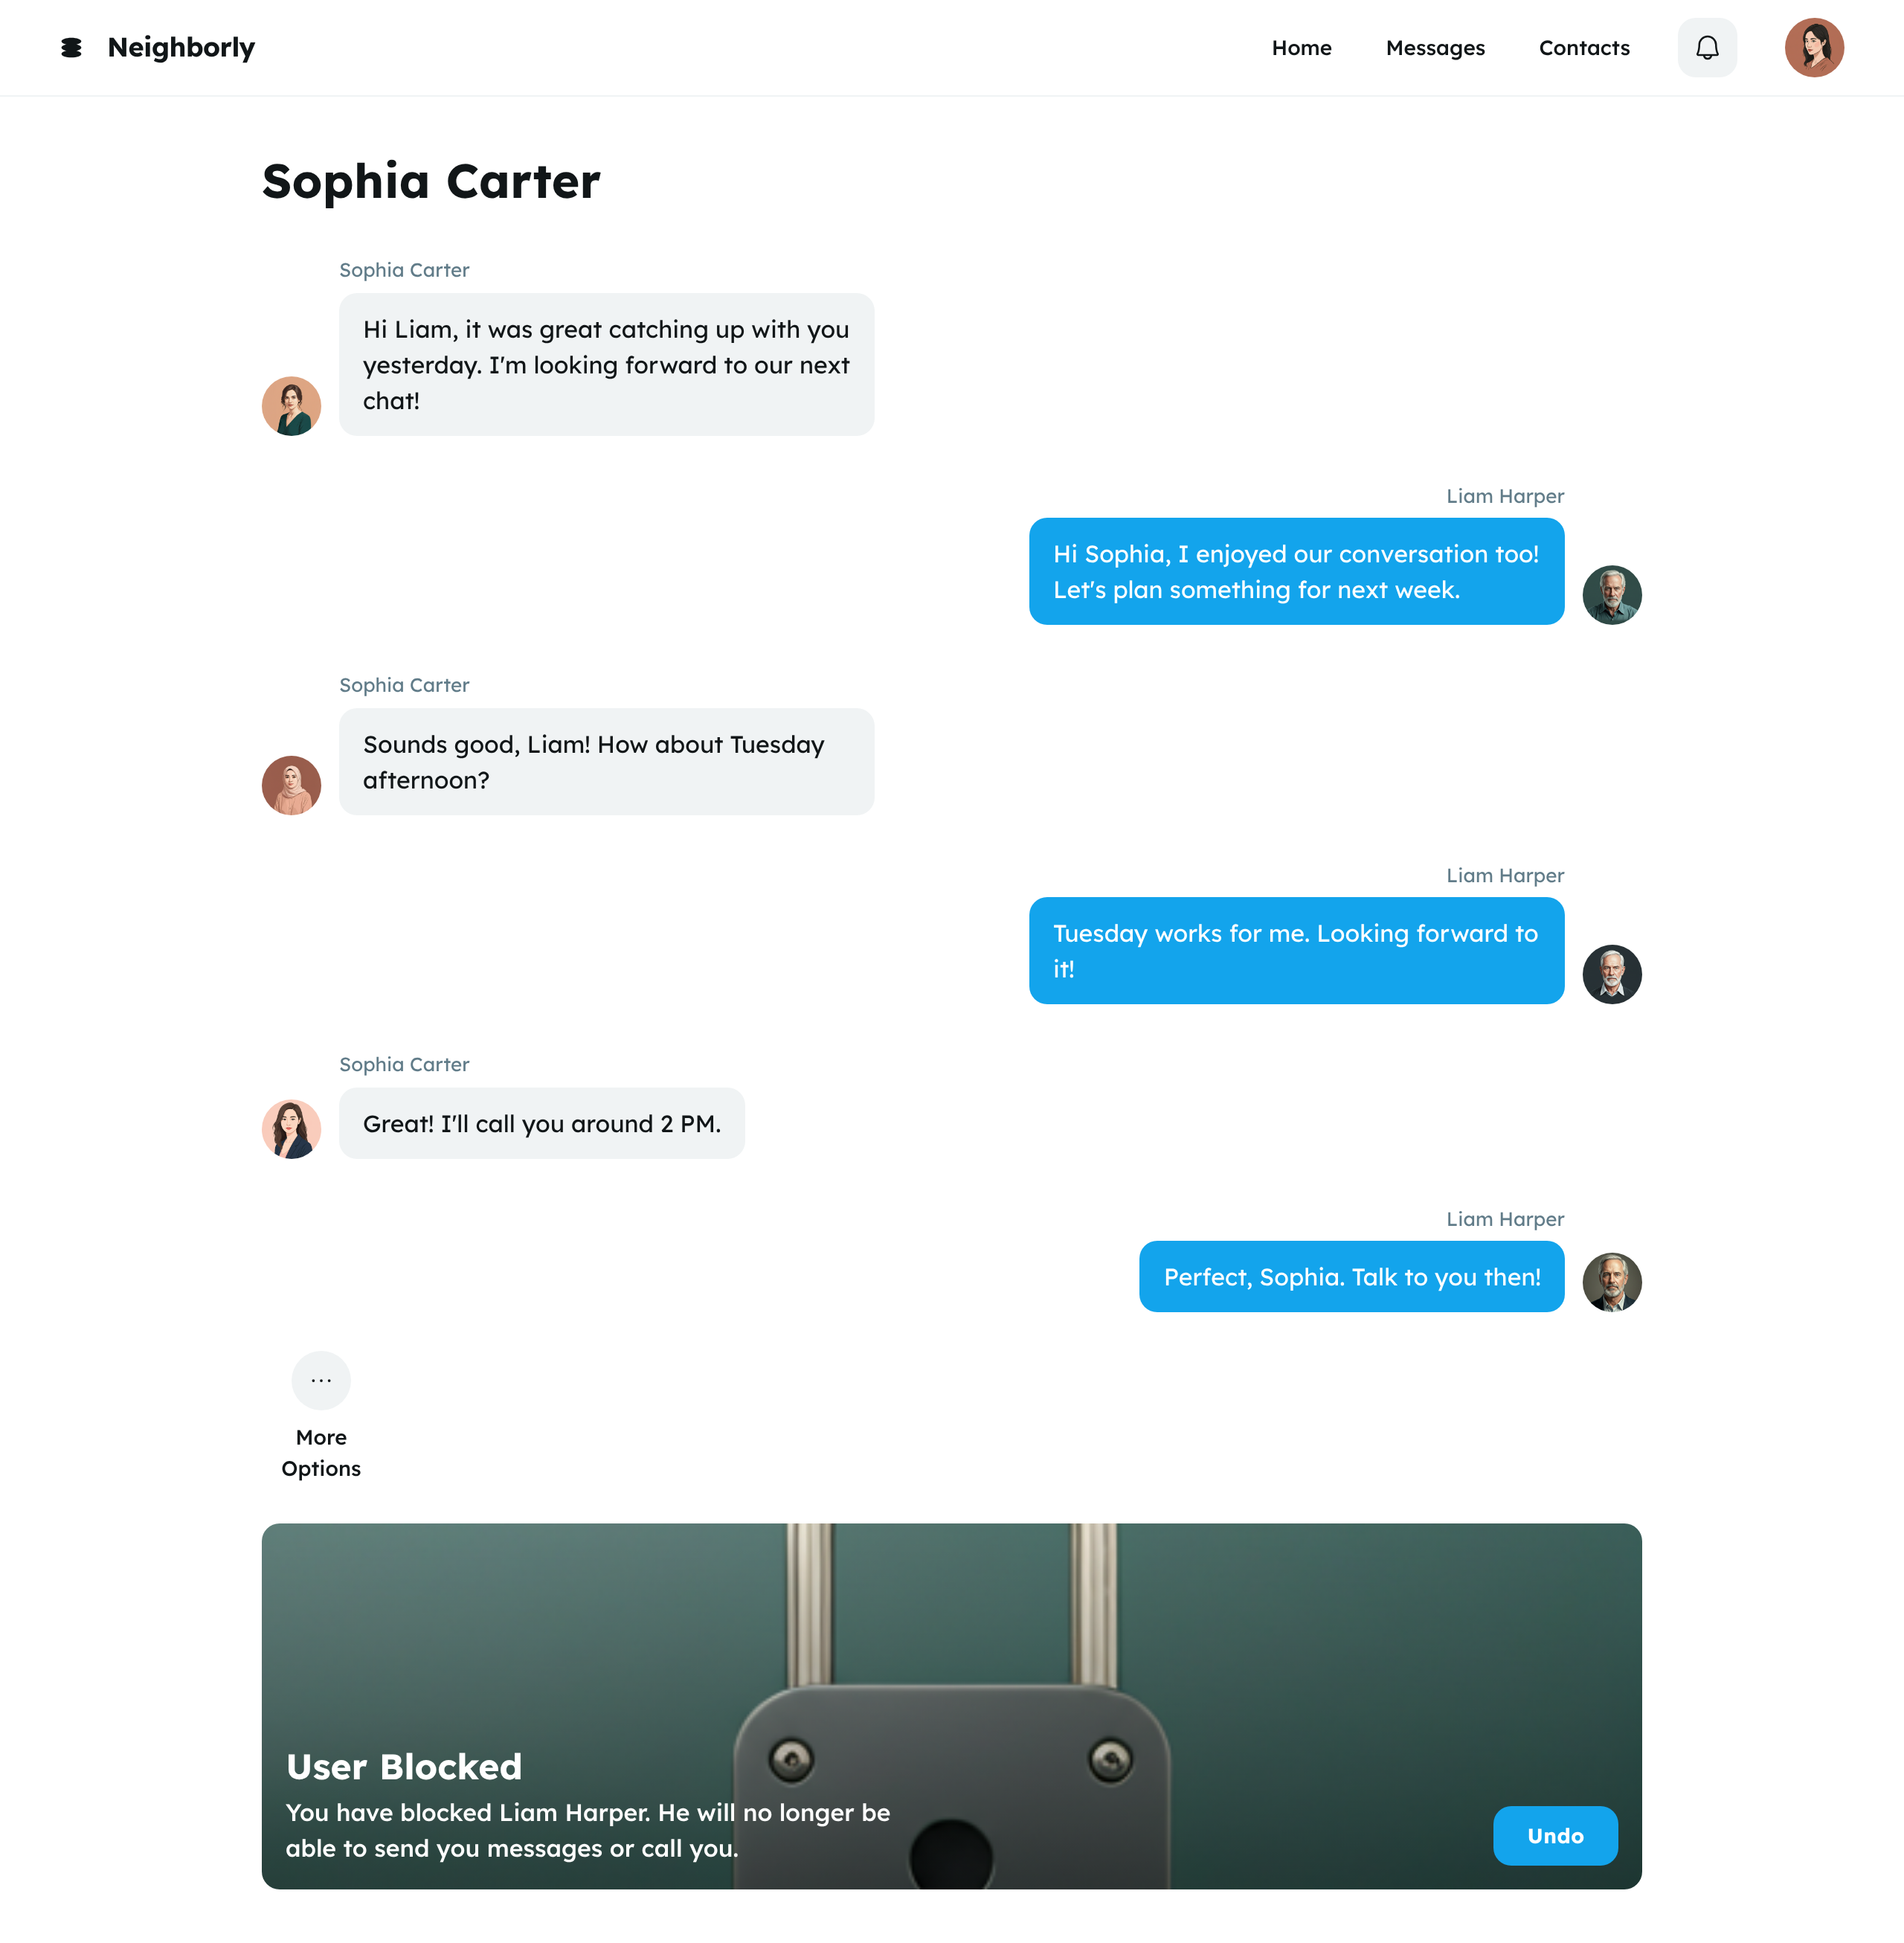 Neighborly
Home
Messages
Contacts
Sophia Carter
Sophia Carter
Hi Liam, it was great catching up with you
yesterday. I'm looking forward to our next
chat!
Liam Harper
Hi Sophia, I enjoyed our conversation too!
Let's plan something for next week.
Sophia Carter
Sounds good, Liam! How about Tuesday
afternoon?
Liam Harper
Tuesday works for me. Looking forward to
it!
Sophia Carter
Great! I'll call you around 2 PM.
Liam Harper
Perfect, Sophia. Talk to you then!
More
Options
User Blocked
You have blocked Liam Harper. He will no longer be
able to send you messages or call you.
Undo